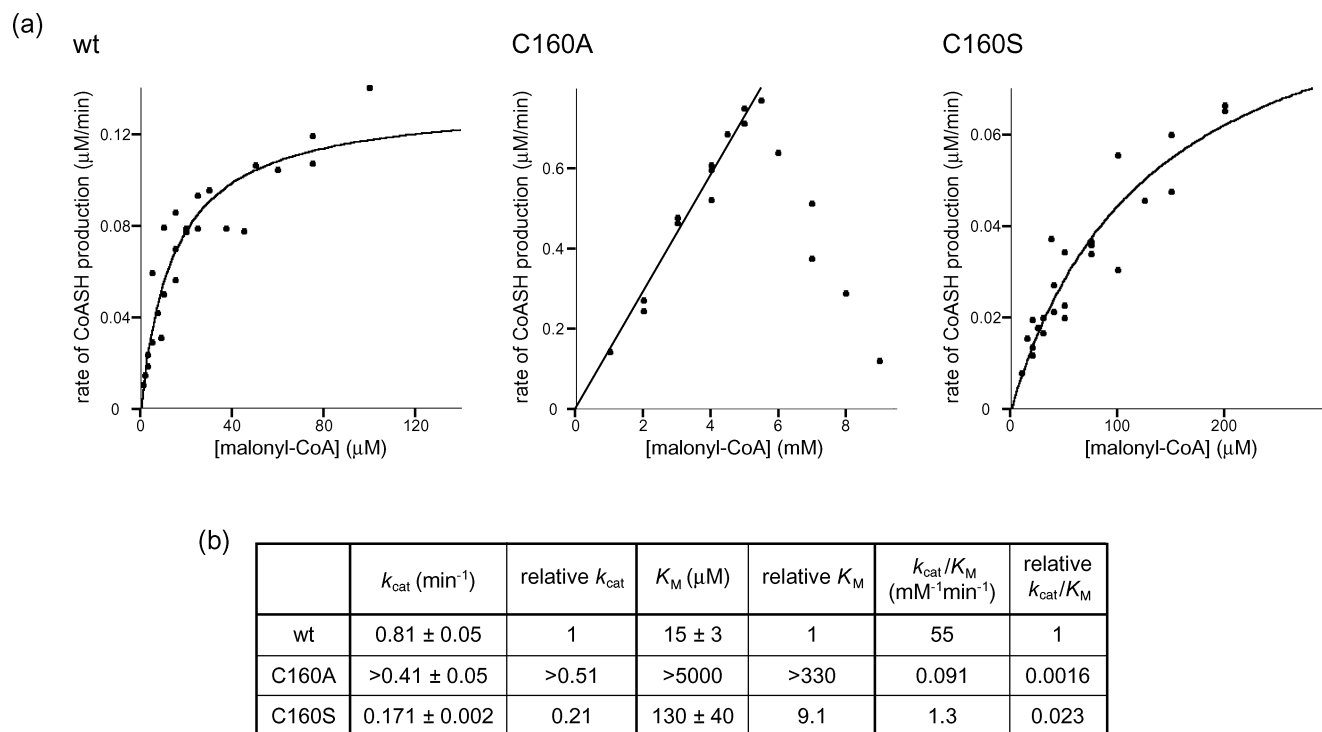 (a)
wt
C160A
C160S
rate of CoASH production (μM/min)
0.12
0.08
0.04
0
0 40 80 120
[malonyl-CoA] (μM)
rate of CoASH production (μM/min)
0.6
0.4
0.2
0
0 2 4 6 8
[malonyl-CoA] (mM)
rate of CoASH production (μM/min)
0.06
0.04
0.02
0
0 100 200
[malonyl-CoA] (μM)
(b)
kcat (min-1) relative kcat KM (μM) relative KM kcat/KM (mM-1min-1) relative kcat/KM
wt 0.81 ± 0.05 1 15 ± 3 1 55 1
C160A >0.41 ± 0.05 >0.51 >5000 >330 0.091 0.0016
C160S 0.171 ± 0.002 0.21 130 ± 40 9.1 1.3 0.023